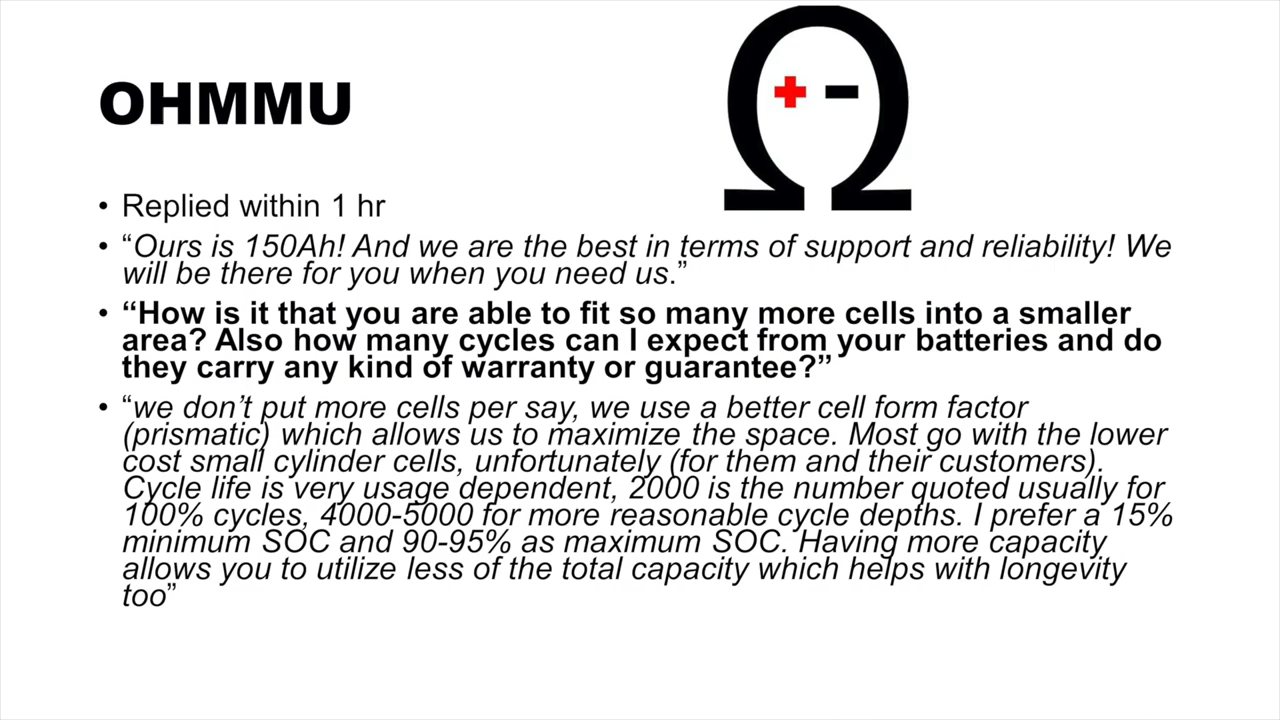 OHMMU
• Replied within 1 hr
• “Ours is 150Ah! And we are the best in terms of support and reliability! We
will be there for you when you need us.”
• “How is it that you are able to fit so many more cells into a smaller
area? Also how many cycles can I expect from your batteries and do
they carry any kind of warranty or guarantee?”
• “we don’t put more cells per say, we use a better cell form factor
(prismatic) which allows us to maximize the space. Most go with the lower
cost small cylinder cells, unfortunately (for them and their customers).
Cycle life is very usage dependent, 2000 is the number quoted usually for
100% cycles, 4000-5000 for more reasonable cycle depths. I prefer a 15%
minimum SOC and 90-95% as maximum SOC. Having more capacity
allows you to utilize less of the total capacity which helps with longevity
too”